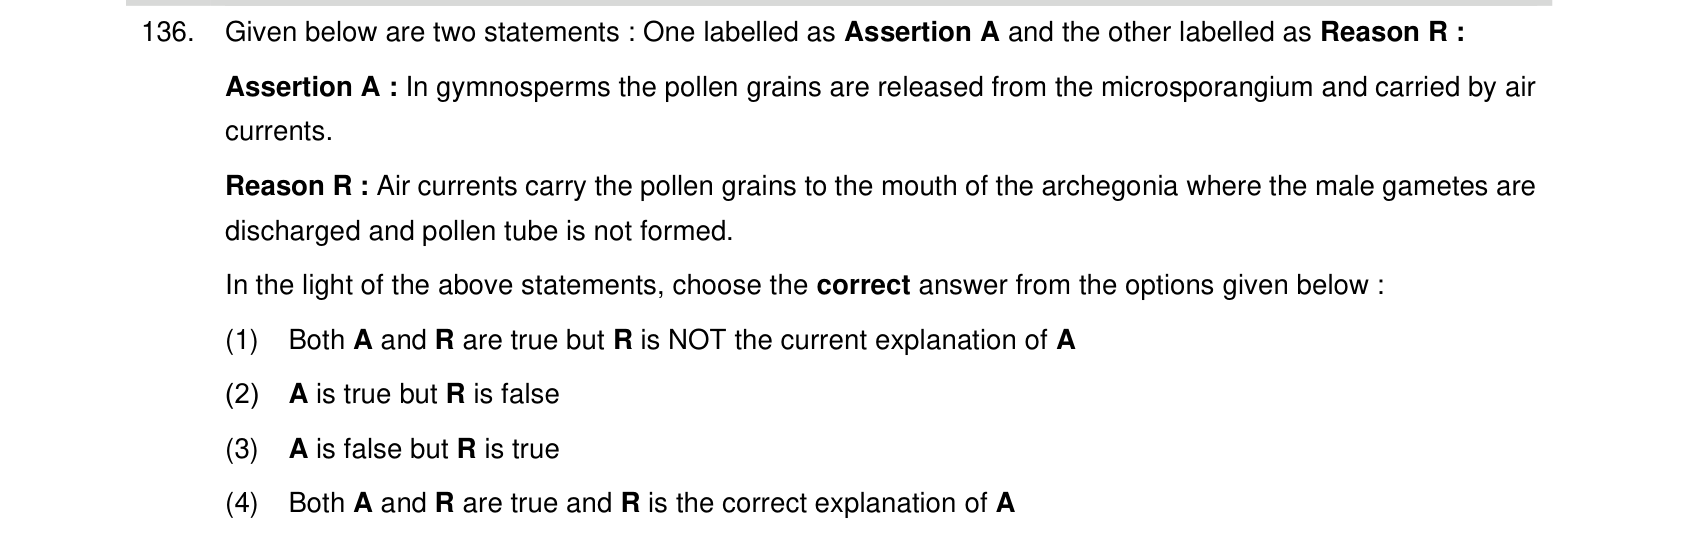 136. Given below are two statements : One labelled as Assertion A and the other labelled as Reason R :
Assertion A : In gymnosperms the pollen grains are released from the microsporangium and carried by air
currents.
Reason R : Air currents carry the pollen grains to the mouth of the archegonia where the male gametes are
discharged and pollen tube is not formed.
In the light of the above statements, choose the correct answer from the options given below :
(1) Both A and R are true but R is NOT the current explanation of A
(2) A is true but R is false
(3) A is false but R is true
(4) Both A and R are true and R is the correct explanation of A